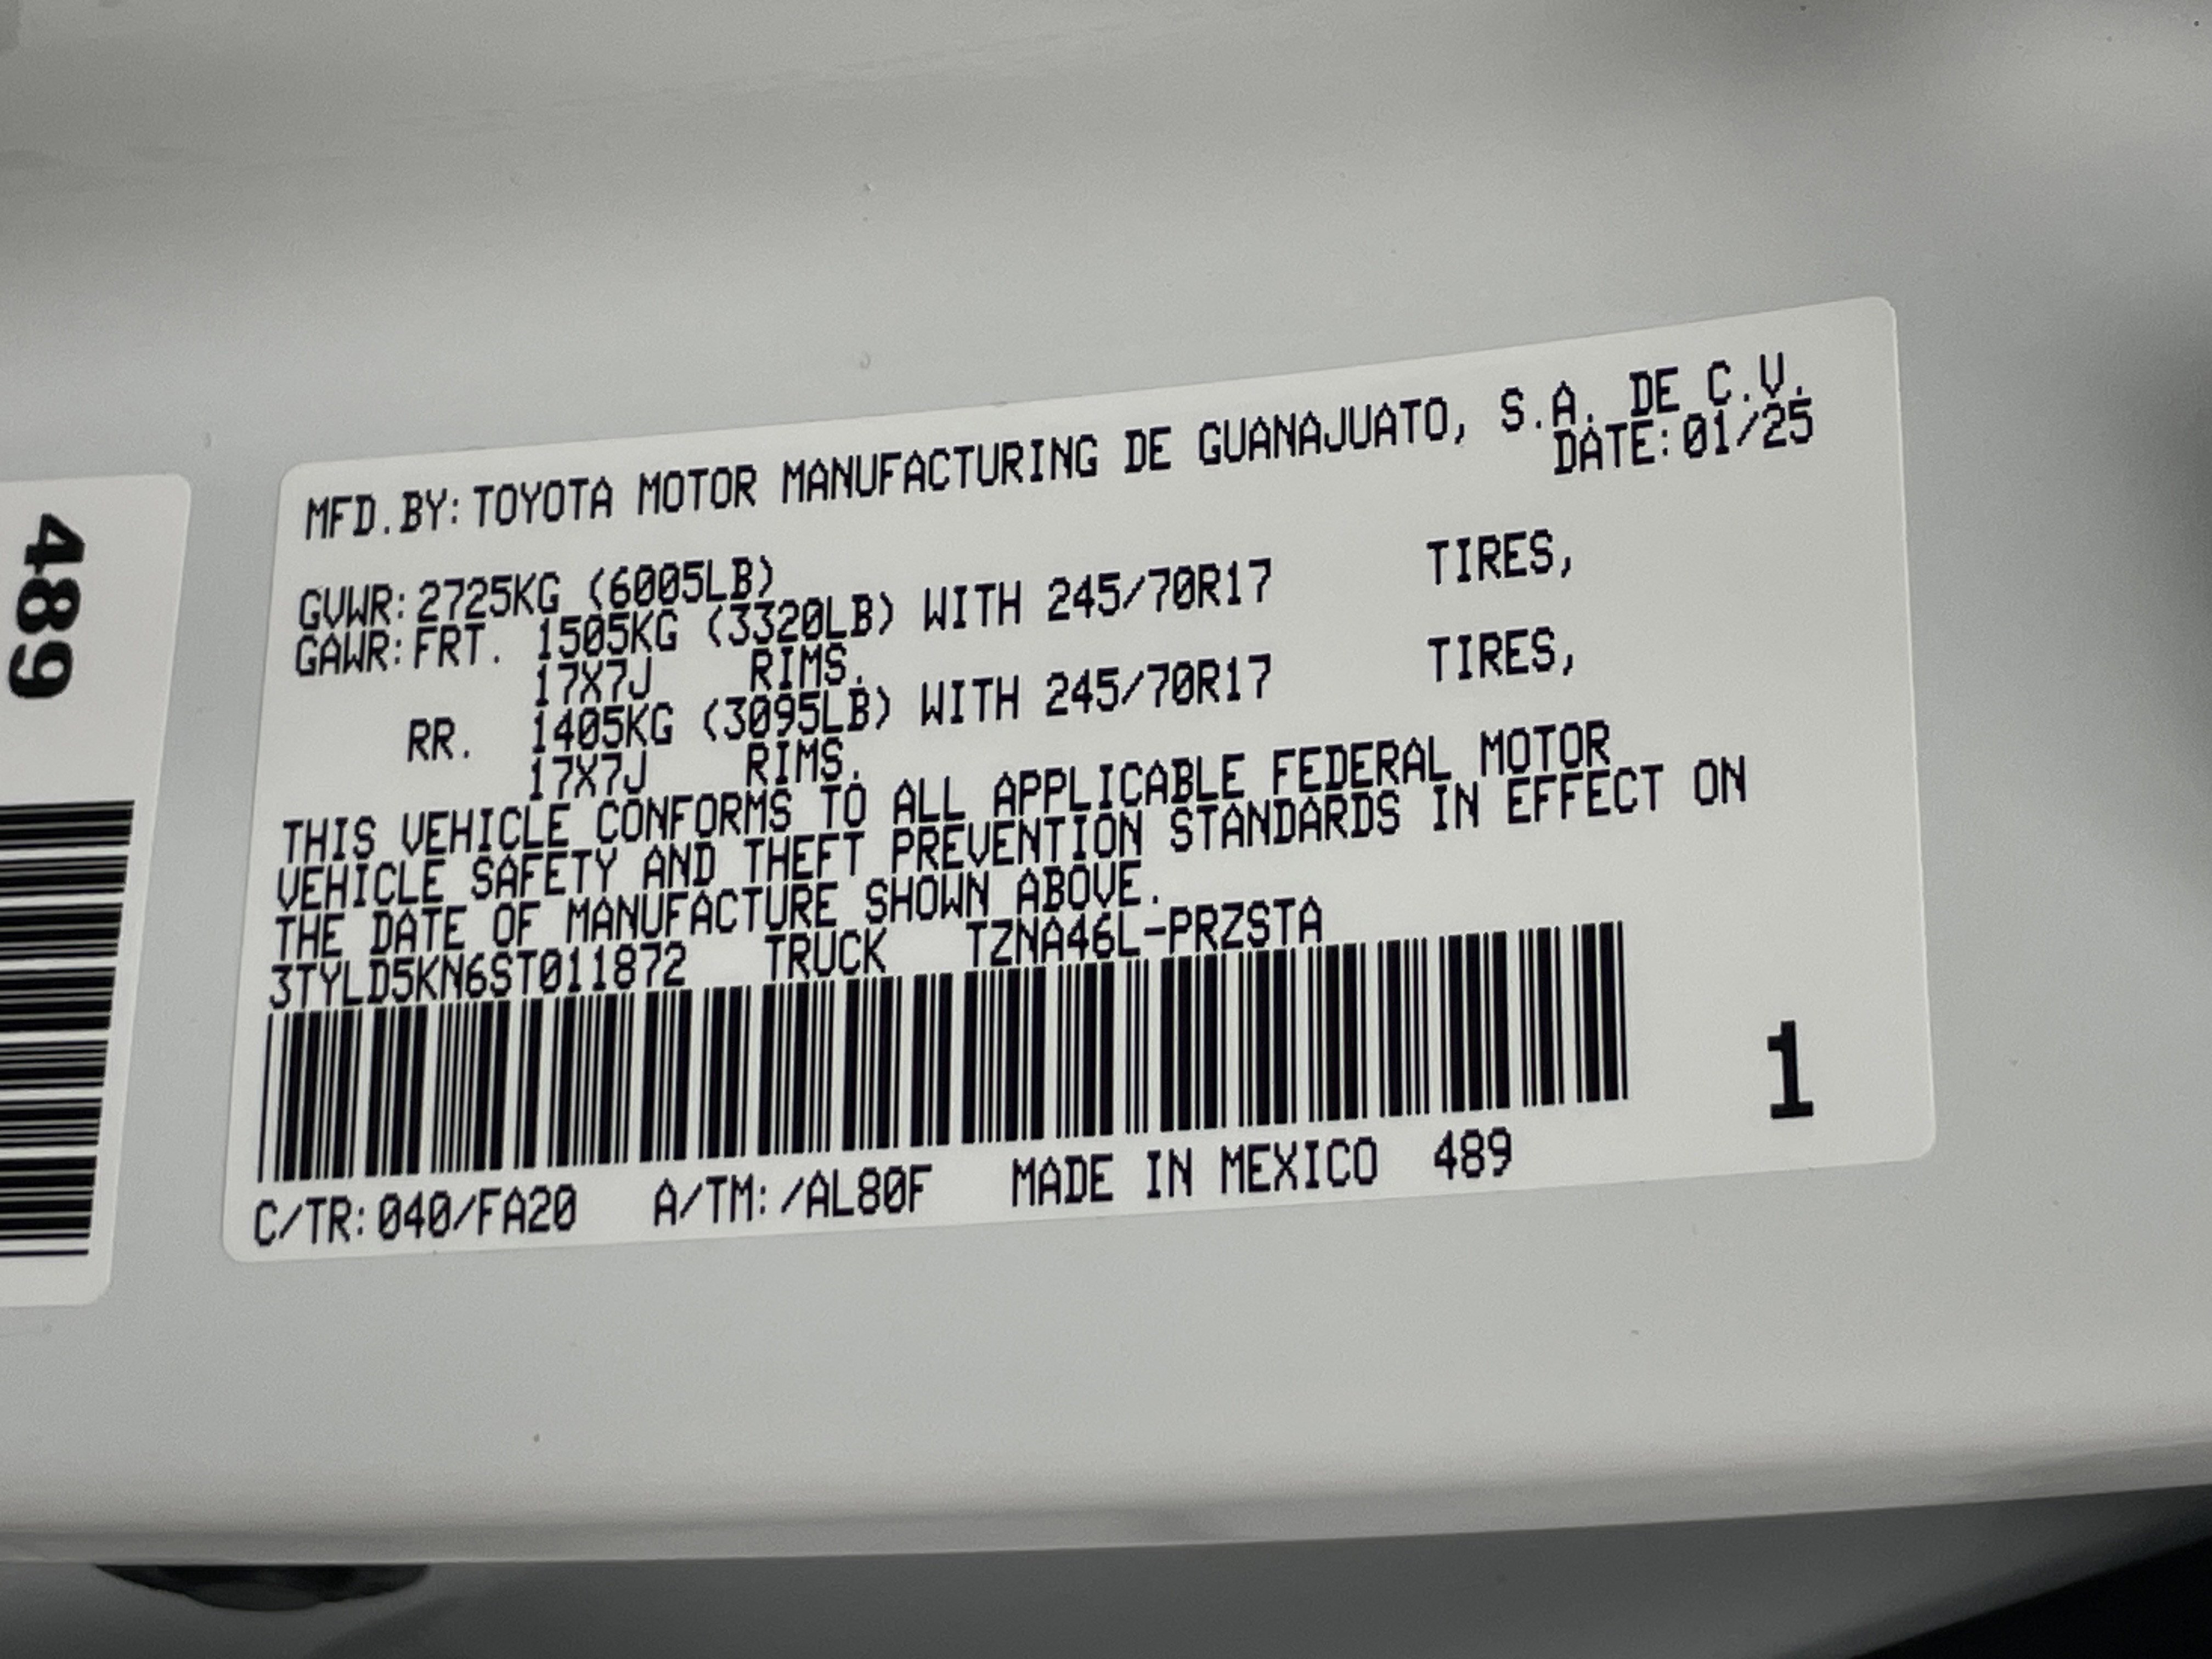 489
MFD.BY:TOYOTA MOTOR MANUFACTURING DE GUANAJUATO, S.A. DE C.V.
DATE:01/25
GVWR:2725KG (6005LB)
GAWR:FRT. 1505KG (3320LB) WITH 245/70R17 TIRES,
17X7J RIMS.
RR. 1405KG (3095LB) WITH 245/70R17 TIRES,
17X7J RIMS.
THIS VEHICLE CONFORMS TO ALL APPLICABLE FEDERAL MOTOR
VEHICLE SAFETY AND THEFT PREVENTION STANDARDS IN EFFECT ON
THE DATE OF MANUFACTURE SHOWN ABOVE.
3TYLD5KN6ST011872 TRUCK TZNA46L-PRZSTA
1
C/TR:040/FA20 A/TM:/AL80F MADE IN MEXICO 489